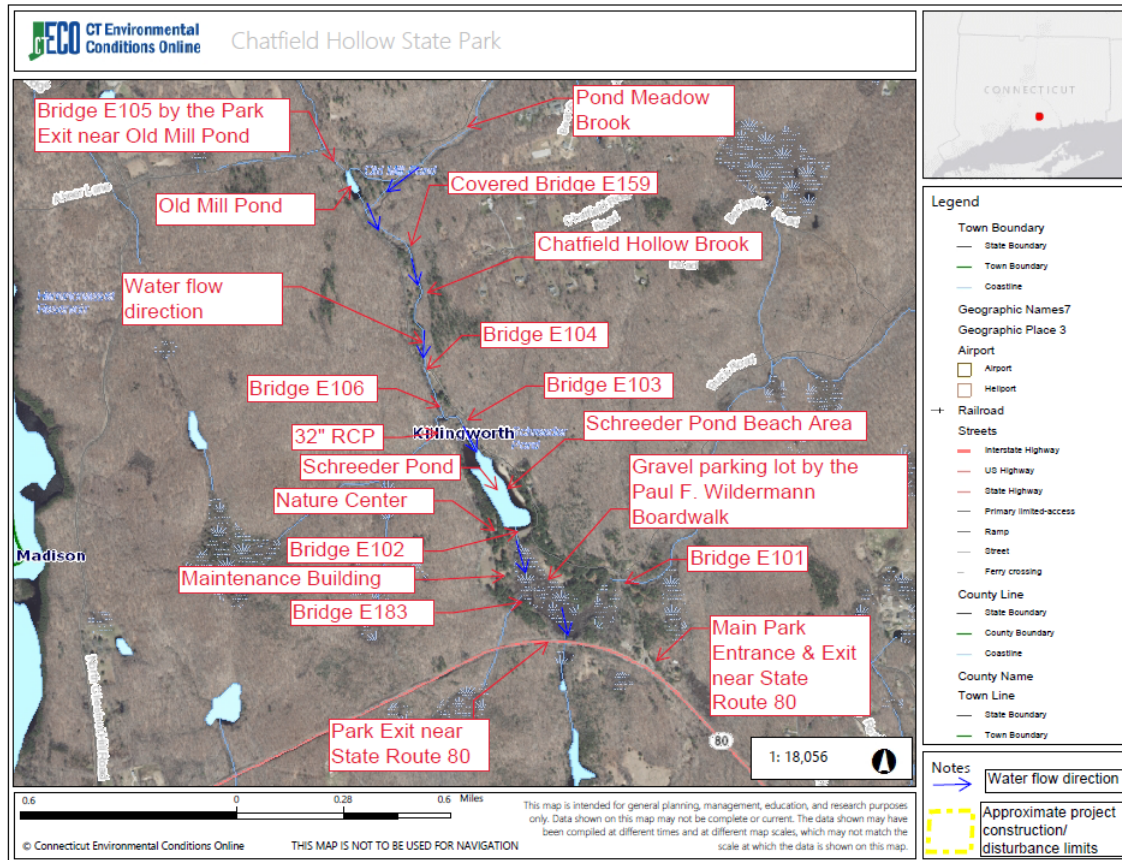 CT ECO CT Environmental
Conditions Online
Chatfield Hollow State Park
Bridge E105 by the Park
Exit near Old Mill Pond
Pond Meadow
Brook
Old Mill Pond
Covered Bridge E159
Chatfield Hollow Brook
Water flow
direction
Bridge E104
Bridge E106
Bridge E103
32" RCP
Killingworth
Schreeder Pond Beach Area
Schreeder Pond
Gravel parking lot by the
Paul F. Wildermann
Boardwalk
Nature Center
Bridge E102
Bridge E101
Madison
Maintenance Building
Bridge E183
Main Park
Entrance & Exit
near State
Route 80
Park Exit near
State Route 80
80
1: 18,056
CONNECTICUT
Legend
Town Boundary
State Boundary
Town Boundary
Coastline
Geographic Names7
Geographic Place 3
Airport
Airport
Heliport
Railroad
Streets
Interstate Highway
US Highway
State Highway
Primary limited-access
Ramp
Street
Ferry crossing
County Line
State Boundary
County Boundary
Coastline
County Name
Town Line
State Boundary
Town Boundary
Notes
Water flow direction
Approximate project
construction/
disturbance limits
0.6 0 0.28 0.6 Miles
This map is intended for general planning, management, education, and research purposes
only. Data shown on this map may not be complete or current. The data shown may have
been compiled at different times and at different map scales, which may not match the
scale at which the data is shown on this map.
© Connecticut Environmental Conditions Online
THIS MAP IS NOT TO BE USED FOR NAVIGATION